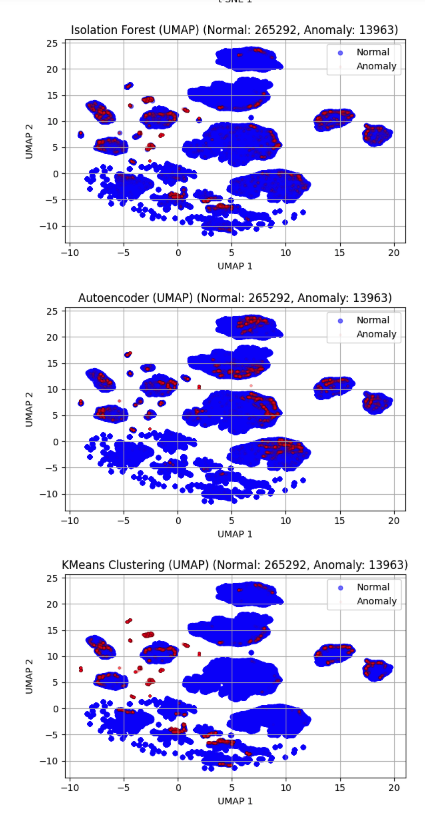 Isolation Forest (UMAP) (Normal: 265292, Anomaly: 13963)
25
20
15
10
5
0
−5
−10
UMAP 2
Normal
Anomaly
−10 −5 0 5 10 15 20
UMAP 1
Autoencoder (UMAP) (Normal: 265292, Anomaly: 13963)
25
20
15
10
5
0
−5
−10
UMAP 2
Normal
Anomaly
−10 −5 0 5 10 15 20
UMAP 1
KMeans Clustering (UMAP) (Normal: 265292, Anomaly: 13963)
25
20
15
10
5
0
−5
−10
UMAP 2
Normal
Anomaly
−10 −5 0 5 10 15 20
UMAP 1